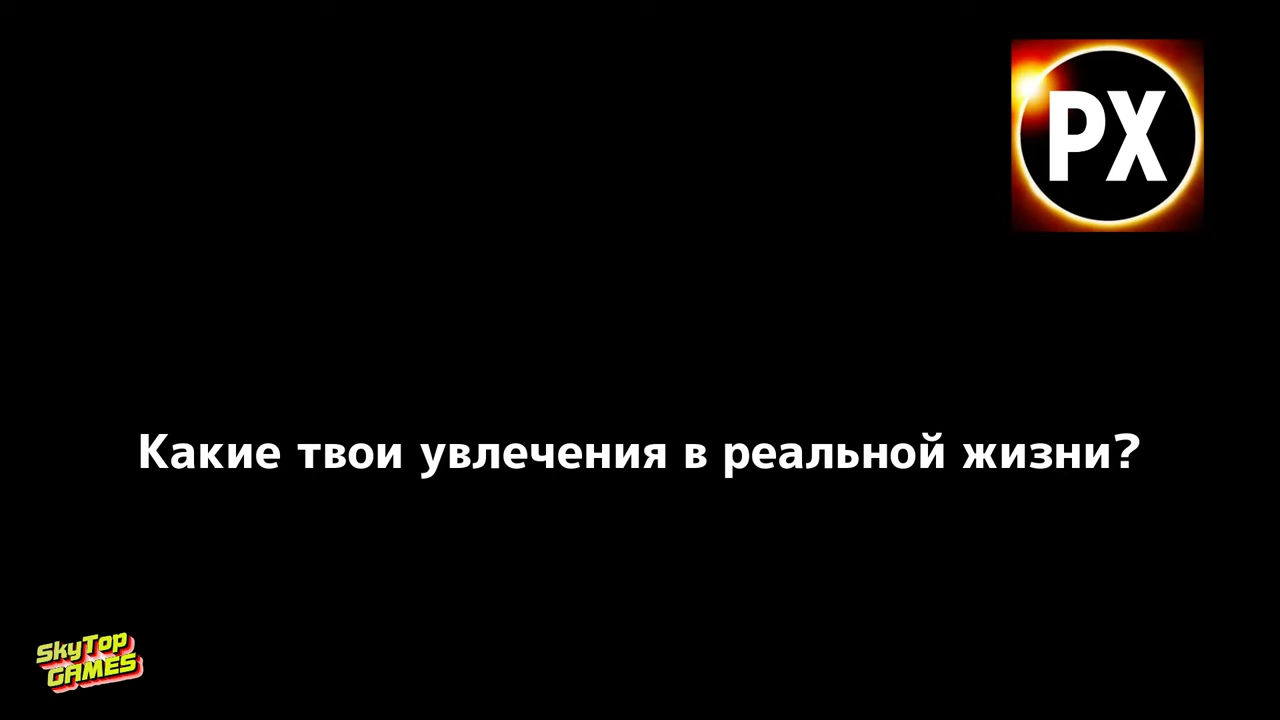 PX
Какие твои увлечения в реальной жизни?
SkyTop
GAMES